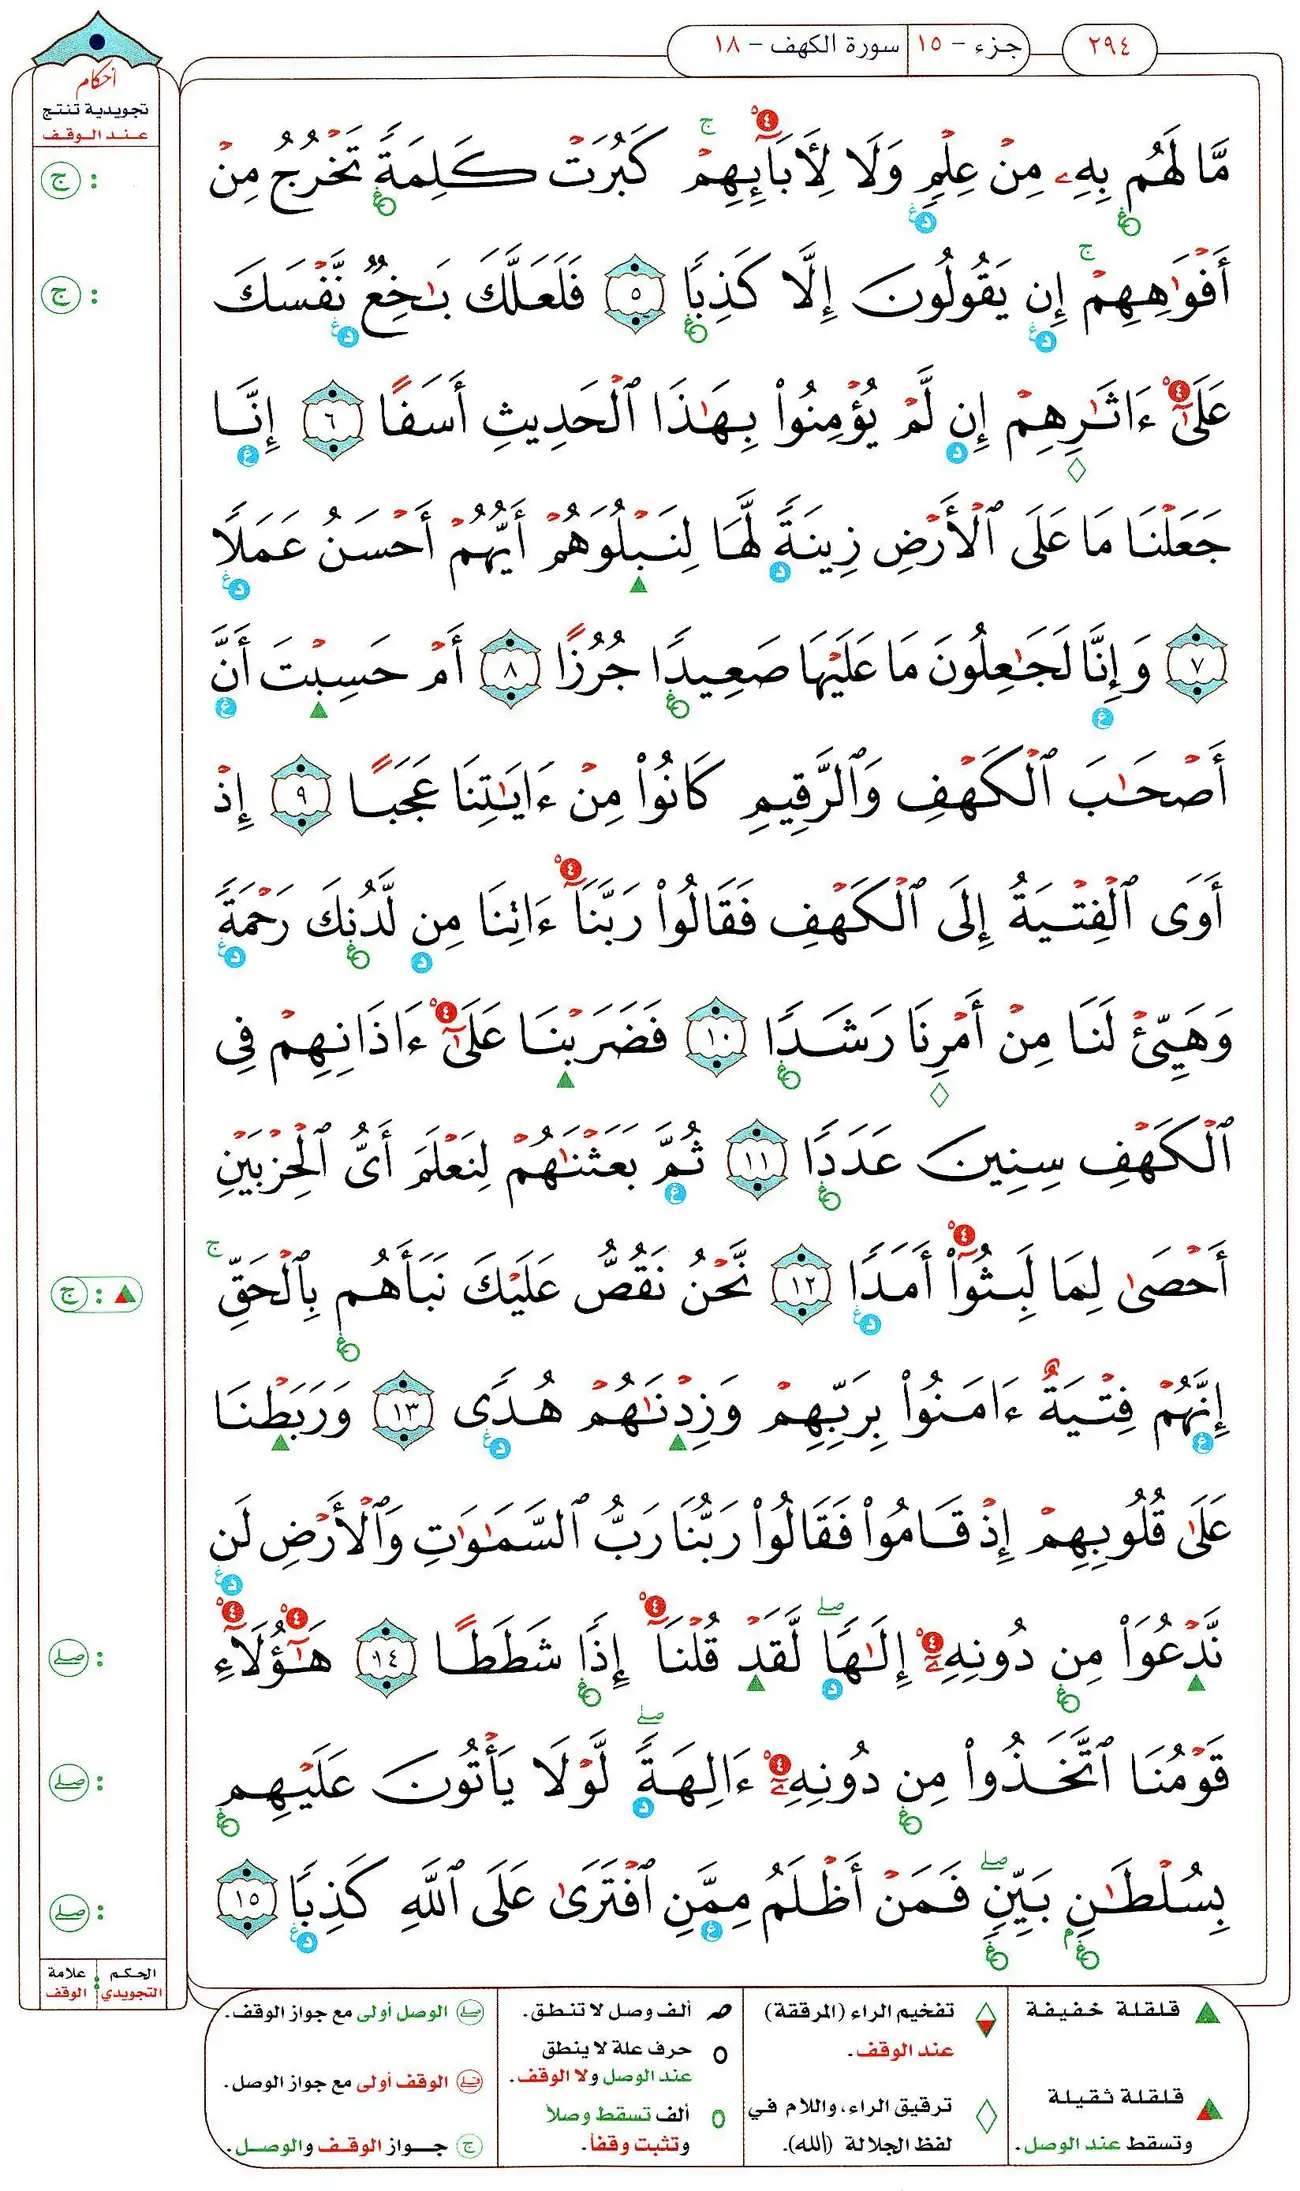 ٢٩٤
جزء - ١٥
سورة الكهف - ١٨
أحكام
تجويدية تنتج
عند الوقف
مَّا لَهُم بِهِۦ مِنْ عِلْمٍ وَلَا لِأَبَآئِهِمْ ۚ كَبُرَتْ كَلِمَةً تَخْرُجُ مِنْ
أَفْوَٰهِهِمْ ۚ إِن يَقُولُونَ إِلَّا كَذِبًا ٥ فَلَعَلَّكَ بَٰخِعٌ نَّفْسَكَ
عَلَىٰٓ ءَاثَٰرِهِمْ إِن لَّمْ يُؤْمِنُوا۟ بِهَٰذَا ٱلْحَدِيثِ أَسَفًا ٦ إِنَّا
جَعَلْنَا مَا عَلَى ٱلْأَرْضِ زِينَةً لَّهَا لِنَبْلُوَهُمْ أَيُّهُمْ أَحْسَنُ عَمَلًا
٧ وَإِنَّا لَجَٰعِلُونَ مَا عَلَيْهَا صَعِيدًا جُرُزًا ٨ أَمْ حَسِبْتَ أَنَّ
أَصْحَٰبَ ٱلْكَهْفِ وَٱلرَّقِيمِ كَانُوا۟ مِنْ ءَايَٰتِنَا عَجَبًا ٩ إِذْ
أَوَى ٱلْفِتْيَةُ إِلَى ٱلْكَهْفِ فَقَالُوا۟ رَبَّنَآ ءَاتِنَا مِن لَّدُنكَ رَحْمَةً
وَهَيِّئْ لَنَا مِنْ أَمْرِنَا رَشَدًا ١٠ فَضَرَبْنَا عَلَىٰٓ ءَاذَانِهِمْ فِى
ٱلْكَهْفِ سِنِينَ عَدَدًا ١١ ثُمَّ بَعَثْنَٰهُمْ لِنَعْلَمَ أَىُّ ٱلْحِزْبَيْنِ
أَحْصَىٰ لِمَا لَبِثُوٓا۟ أَمَدًا ١٢ نَّحْنُ نَقُصُّ عَلَيْكَ نَبَأَهُم بِٱلْحَقِّ ۚ
إِنَّهُمْ فِتْيَةٌ ءَامَنُوا۟ بِرَبِّهِمْ وَزِدْنَٰهُمْ هُدًى ١٣ وَرَبَطْنَا
عَلَىٰ قُلُوبِهِمْ إِذْ قَامُوا۟ فَقَالُوا۟ رَبُّنَا رَبُّ ٱلسَّمَٰوَٰتِ وَٱلْأَرْضِ لَن
نَّدْعُوَا۟ مِن دُونِهِۦٓ إِلَٰهًا ۖ لَّقَدْ قُلْنَآ إِذًا شَطَطًا ١٤ هَٰٓؤُلَآءِ
قَوْمُنَا ٱتَّخَذُوا۟ مِن دُونِهِۦٓ ءَالِهَةً ۖ لَّوْلَا يَأْتُونَ عَلَيْهِم
بِسُلْطَٰنٍ بَيِّنٍ ۖ فَمَنْ أَظْلَمُ مِمَّنِ ٱفْتَرَىٰ عَلَى ٱللَّهِ كَذِبًا ١٥
: ج
: ج
▲ : ج
: صلے
: صلے
: صلے
الحكم التجويدي : علامة الوقف
قلقلة خفيفة
قلقلة ثقيلة
وتسقط عند الوصل.
تفخيم الراء (المرققة)
عند الوقف.
ترقيق الراء، واللام في
لفظ الجلالة (الله).
ألف وصل لا تنطق.
حرف علة لا ينطق
عند الوصل ولا الوقف.
ألف تسقط وصلاً
وتثبت وقفاً.
صلے الوصل أولى مع جواز الوقف.
قلے الوقف أولى مع جواز الوصل.
ج جواز الوقف والوصل.